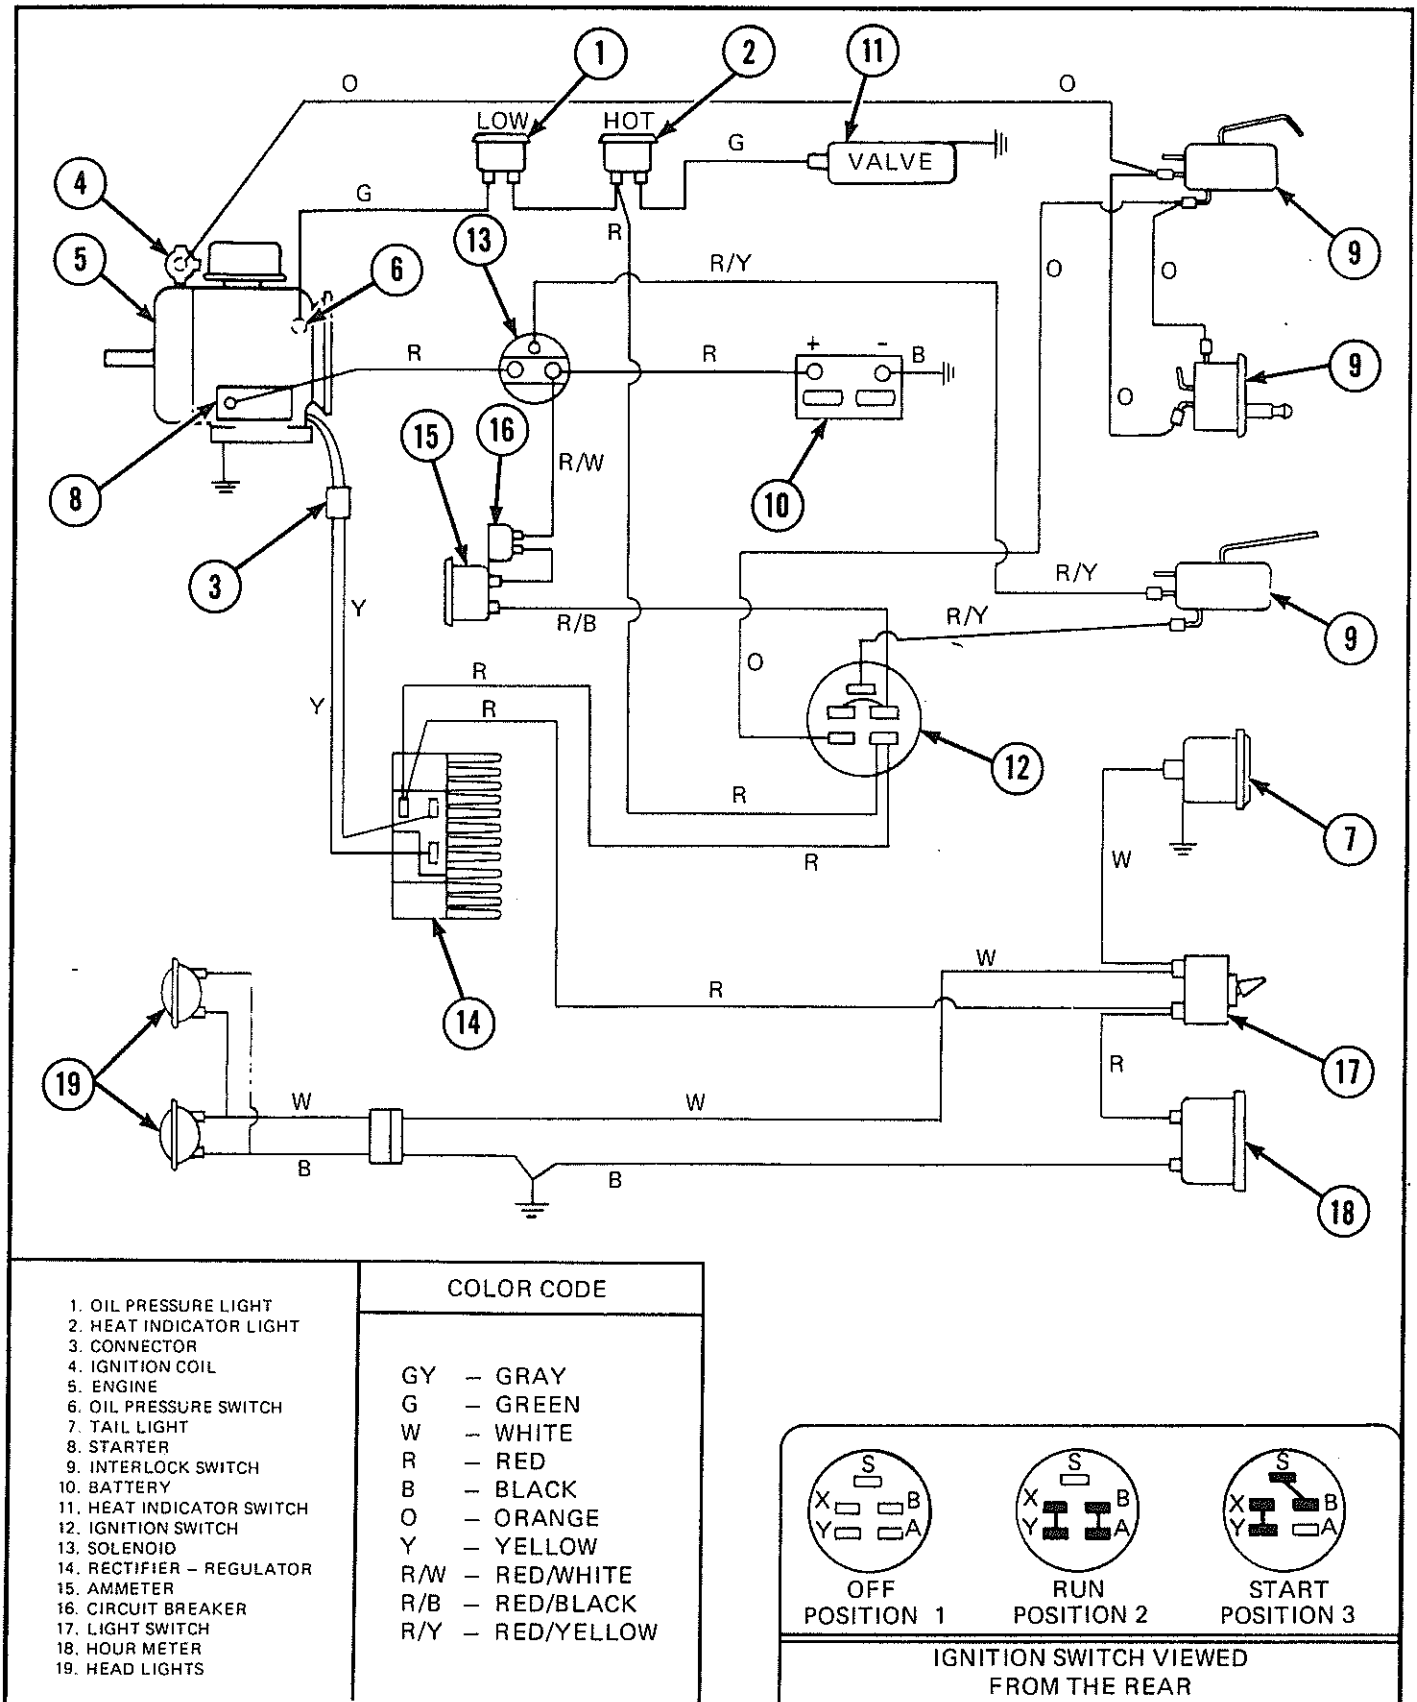 1 2 11
O O
LOW HOT
G VALVE
4
G
13 R
5 6 R/Y 9
O O
+ -
R R B 9
O
15 16
R/W
8 10
3 R/Y
Y R/B R/Y 9
O
R
Y R
12
R
7
R W
W
R
14
17
19 R
W W
B B
18
1. OIL PRESSURE LIGHT
2. HEAT INDICATOR LIGHT
3. CONNECTOR
4. IGNITION COIL
5. ENGINE
6. OIL PRESSURE SWITCH
7. TAIL LIGHT
8. STARTER
9. INTERLOCK SWITCH
10. BATTERY
11. HEAT INDICATOR SWITCH
12. IGNITION SWITCH
13. SOLENOID
14. RECTIFIER – REGULATOR
15. AMMETER
16. CIRCUIT BREAKER
17. LIGHT SWITCH
18. HOUR METER
19. HEAD LIGHTS
COLOR CODE
GY – GRAY
G – GREEN
W – WHITE
R – RED
B – BLACK
O – ORANGE
Y – YELLOW
R/W – RED/WHITE
R/B – RED/BLACK
R/Y – RED/YELLOW
S
X B
Y A
OFF
POSITION 1
X B
Y A
RUN
POSITION 2
S
X B
Y A
START
POSITION 3
IGNITION SWITCH VIEWED
FROM THE REAR